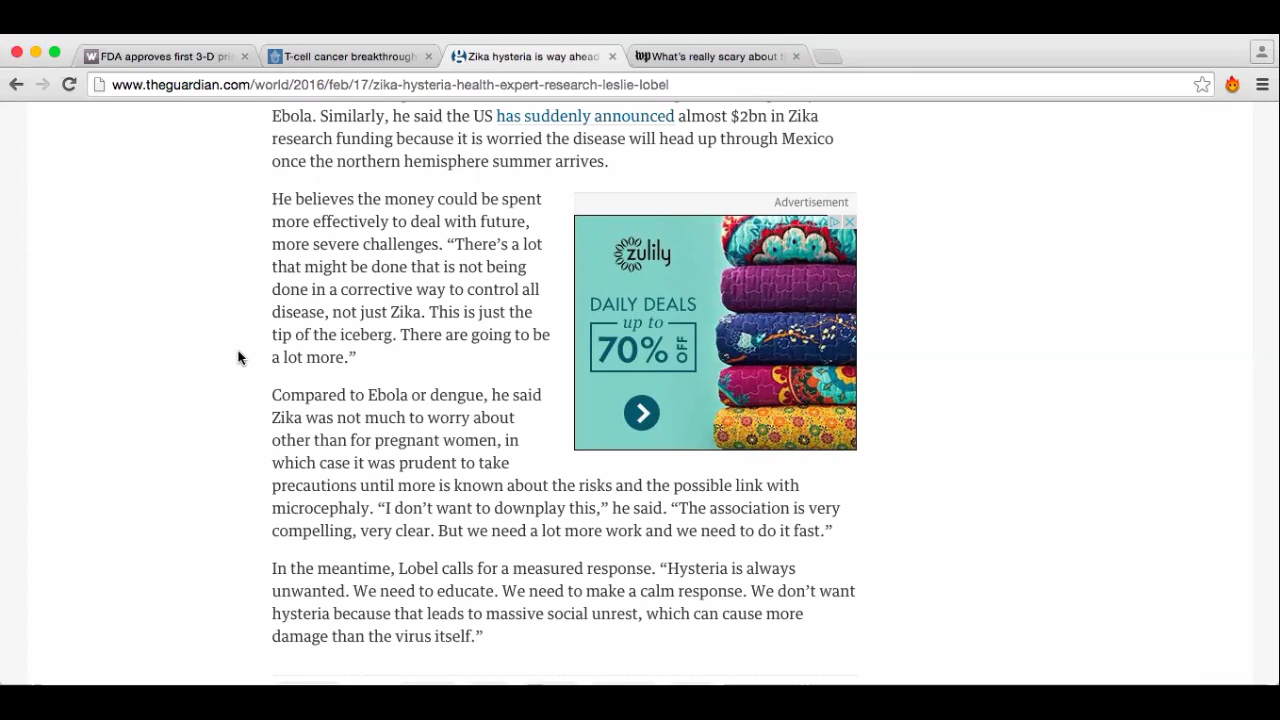 FDA approves first 3-D pri
T-cell cancer breakthrough
Zika hysteria is way ahead
wp What's really scary about t
www.theguardian.com/world/2016/feb/17/zika-hysteria-health-expert-research-leslie-lobel
Ebola. Similarly, he said the US has suddenly announced almost $2bn in Zika
research funding because it is worried the disease will head up through Mexico
once the northern hemisphere summer arrives.
He believes the money could be spent
more effectively to deal with future,
more severe challenges. “There’s a lot
that might be done that is not being
done in a corrective way to control all
disease, not just Zika. This is just the
tip of the iceberg. There are going to be
a lot more.”
Advertisement
zulily
DAILY DEALS
up to
70% OFF
Compared to Ebola or dengue, he said
Zika was not much to worry about
other than for pregnant women, in
which case it was prudent to take
precautions until more is known about the risks and the possible link with
microcephaly. “I don’t want to downplay this,” he said. “The association is very
compelling, very clear. But we need a lot more work and we need to do it fast.”
In the meantime, Lobel calls for a measured response. “Hysteria is always
unwanted. We need to educate. We need to make a calm response. We don’t want
hysteria because that leads to massive social unrest, which can cause more
damage than the virus itself.”